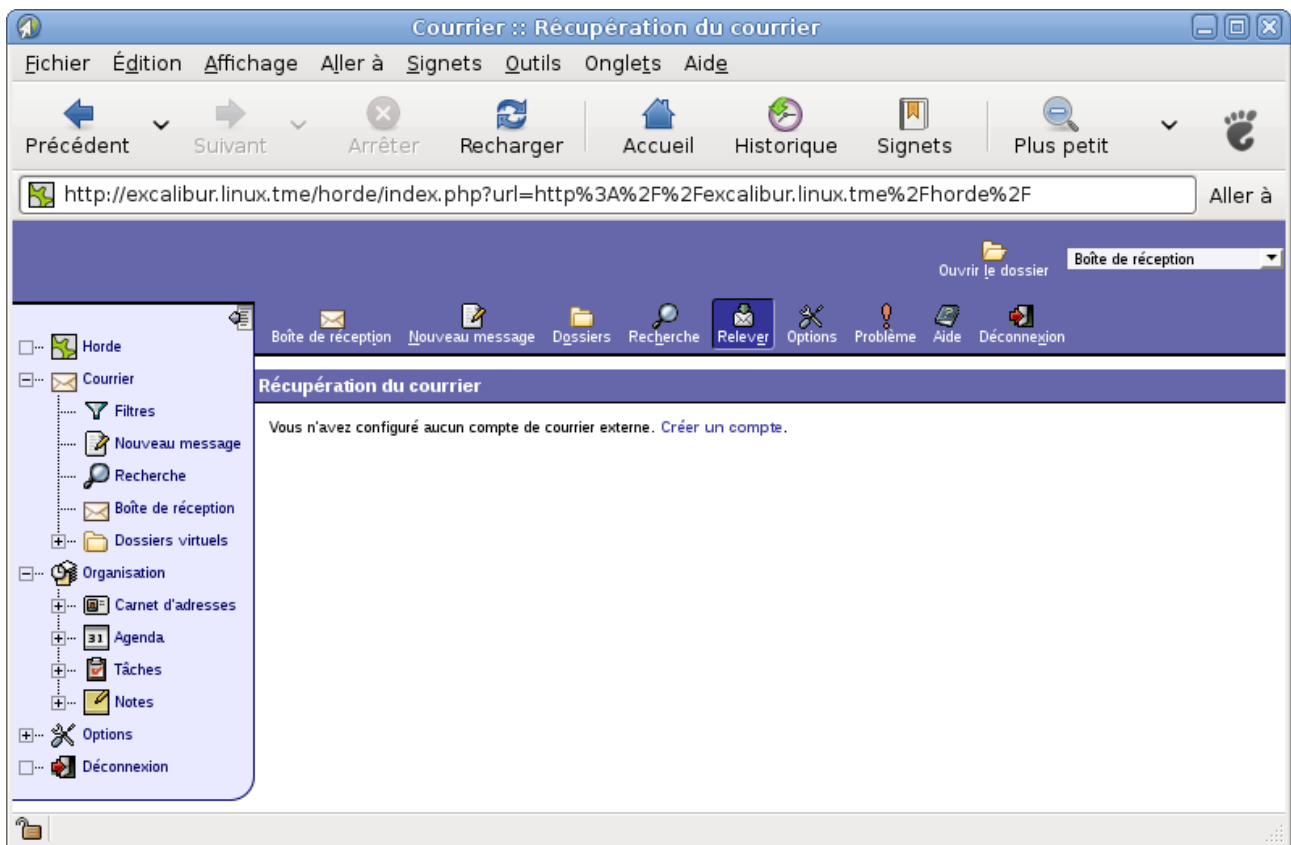 Courrier :: Récupération du courrier
Fichier Édition Affichage Aller à Signets Outils Onglets Aide
Précédent Suivant Arrêter Recharger Accueil Historique Signets Plus petit
http://excalibur.linux.tme/horde/index.php?url=http%3A%2F%2Fexcalibur.linux.tme%2Fhorde%2F Aller à
Ouvrir le dossier Boîte de réception
Boîte de réception Nouveau message Dossiers Recherche Relever Options Problème Aide Déconnexion
Récupération du courrier
Vous n'avez configuré aucun compte de courrier externe. Créer un compte.
Horde
Courrier
Filtres
Nouveau message
Recherche
Boîte de réception
Dossiers virtuels
Organisation
Carnet d'adresses
31 Agenda
Tâches
Notes
Options
Déconnexion